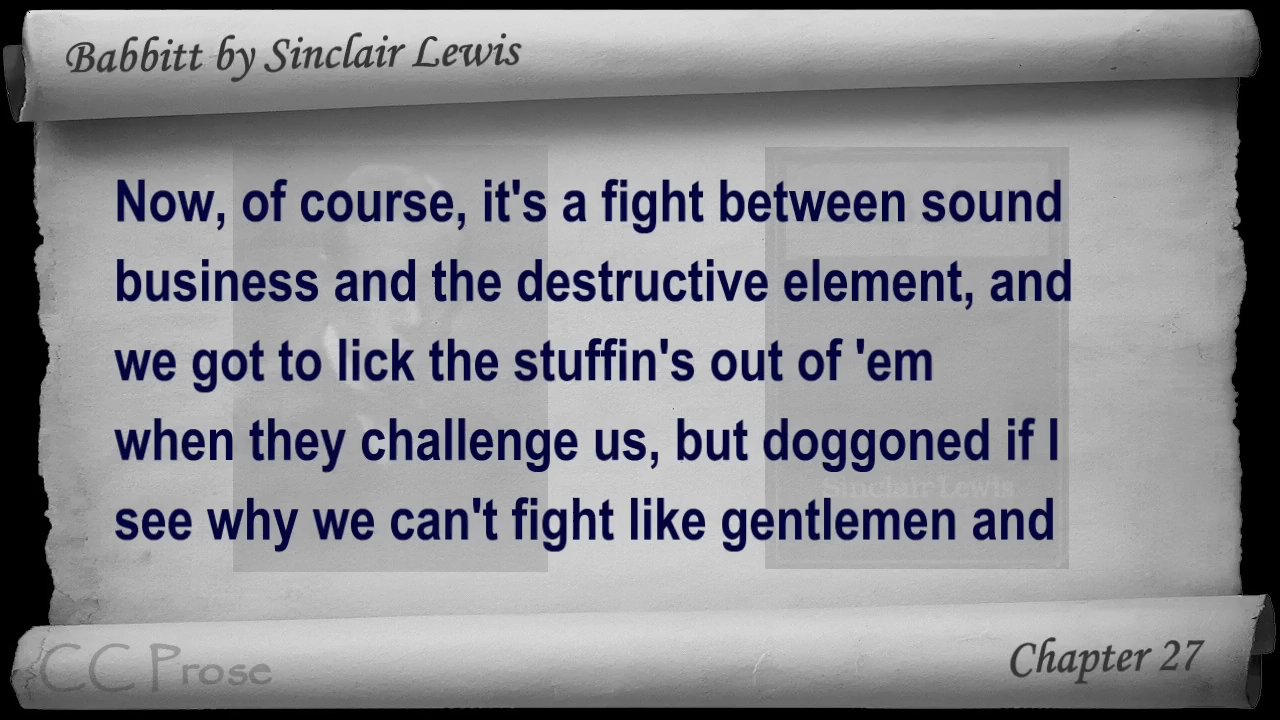 Babbitt by Sinclair Lewis
Now, of course, it's a fight between sound
business and the destructive element, and
we got to lick the stuffin's out of 'em
when they challenge us, but doggoned if I
see why we can't fight like gentlemen and
Sinclair Lewis
CC Prose
Chapter 27